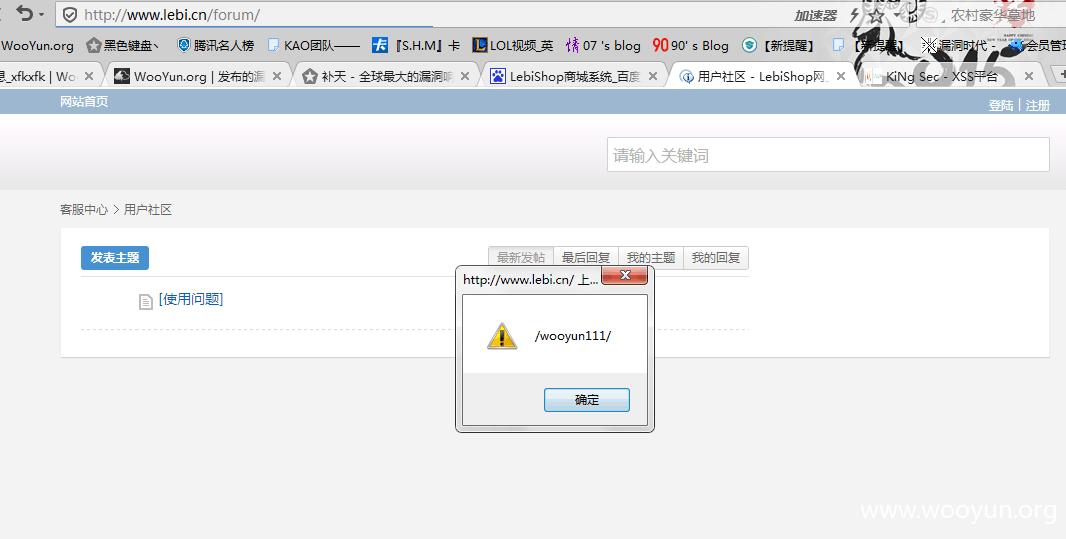 http://www.lebi.cn/forum/
加速器
农村豪华墓地
WooYun.org
黑色键盘、
腾讯名人榜
KAO团队——
『S.H.M』卡
LOL视频_英
07 's blog
90' s Blog
【新提醒】
【新提醒】
漏洞时代 -
会员管理
息_xfkxfk | Wo
WooYun.org | 发布的漏
补天 - 全球最大的漏洞响
LebiShop商城系统_百度
用户社区 - LebiShop网_
KiNg Sec - XSS平台
网站首页
登陆 | 注册
请输入关键词
客服中心 > 用户社区
发表主题
最新发帖
最后回复
我的主题
我的回复
http://www.lebi.cn/ 上...
[使用问题]
/wooyun111/
确定
www.wooyun.org